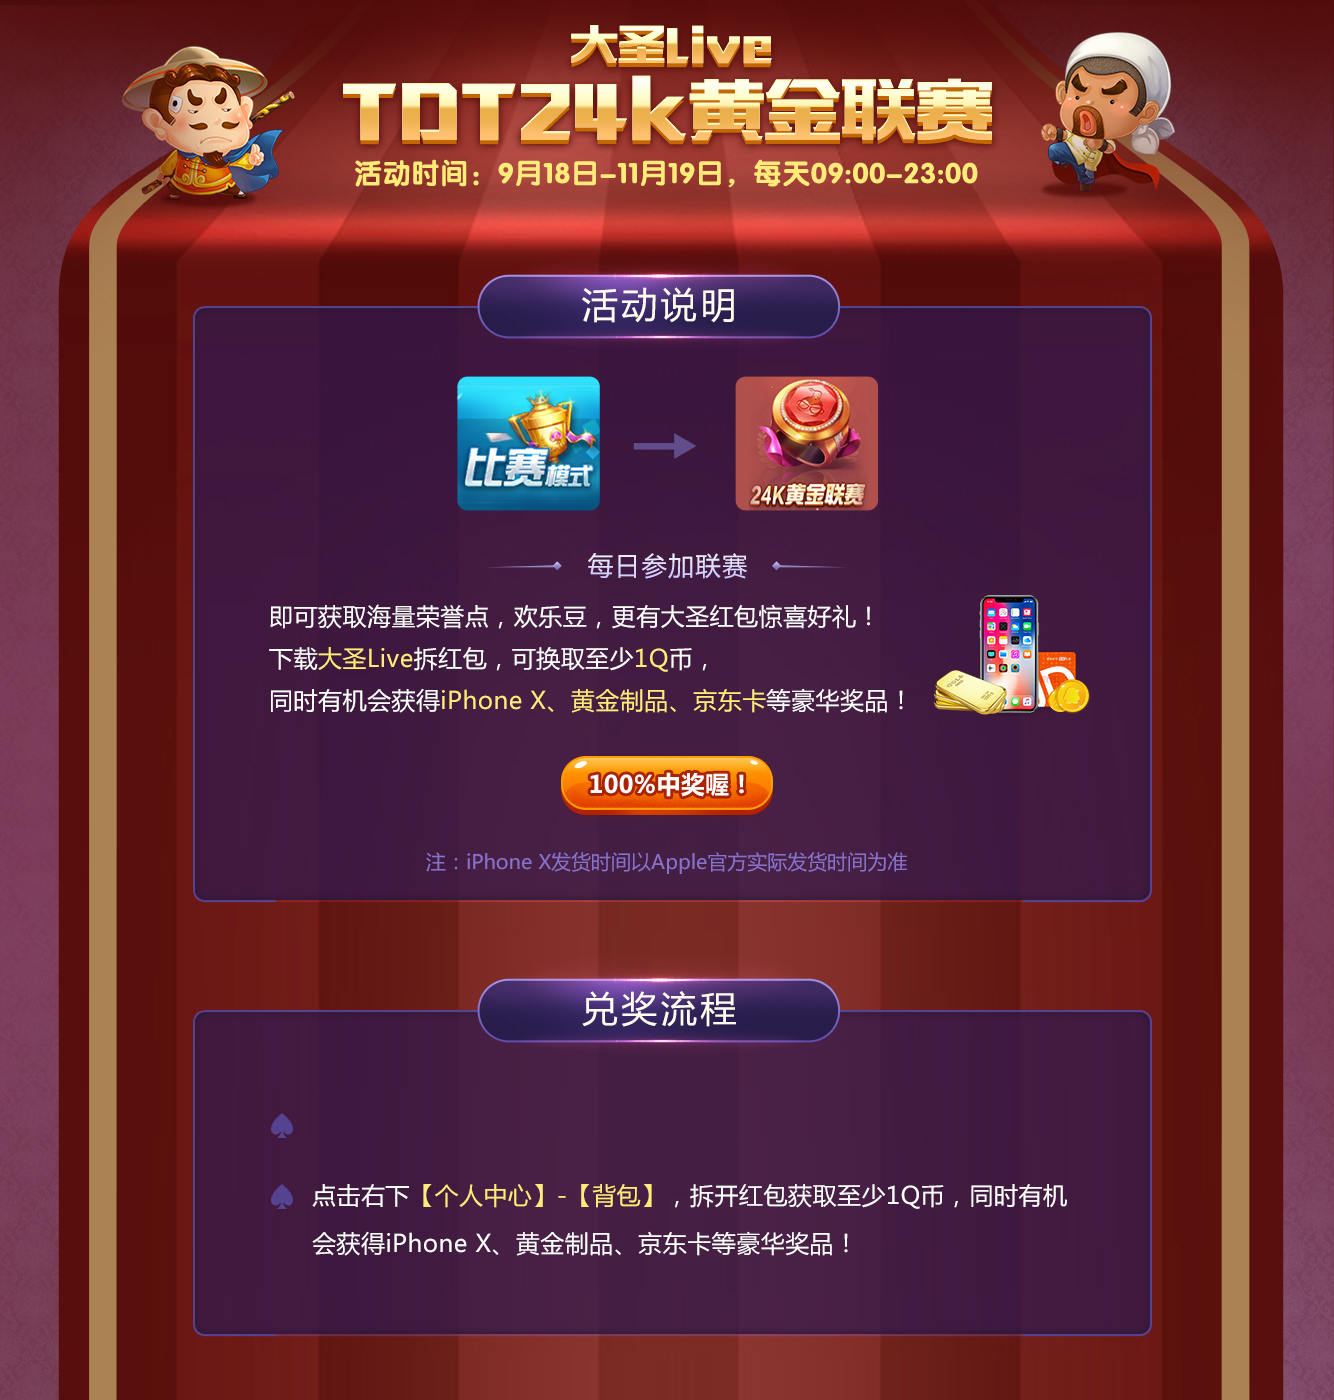 大圣Live
TDT24k黄金联赛
活动时间：9月18日-11月19日，每天09:00-23:00
活动说明
比赛模式
24K黄金联赛
每日参加联赛
即可获取海量荣誉点，欢乐豆，更有大圣红包惊喜好礼！
下载大圣Live拆红包，可换取至少1Q币，
同时有机会获得iPhone X、黄金制品、京东卡等豪华奖品！
100%中奖喔！
注：iPhone X发货时间以Apple官方实际发货时间为准
兑奖流程
点击右下【个人中心】-【背包】，拆开红包获取至少1Q币，同时有机
会获得iPhone X、黄金制品、京东卡等豪华奖品！